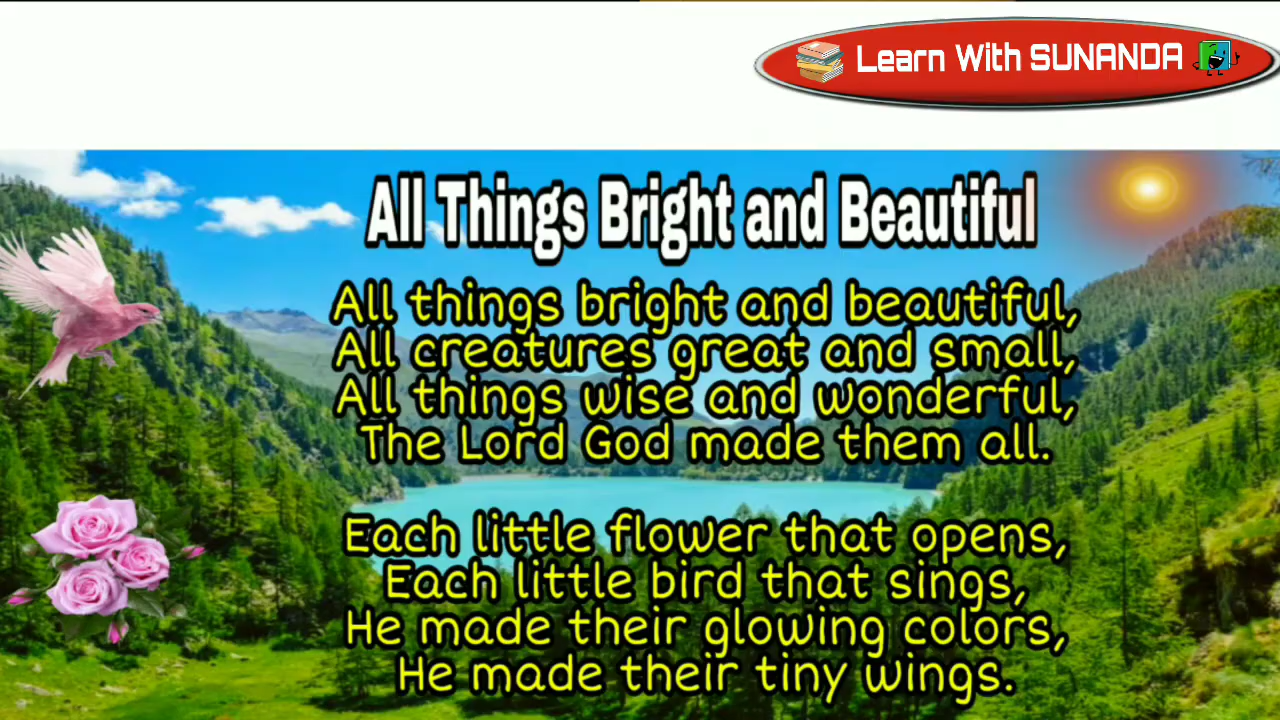 Learn With SUNANDA
All Things Bright and Beautiful
All things bright and beautiful,
All creatures great and small,
All things wise and wonderful,
The Lord God made them all.
Each little flower that opens,
Each little bird that sings,
He made their glowing colors,
He made their tiny wings.